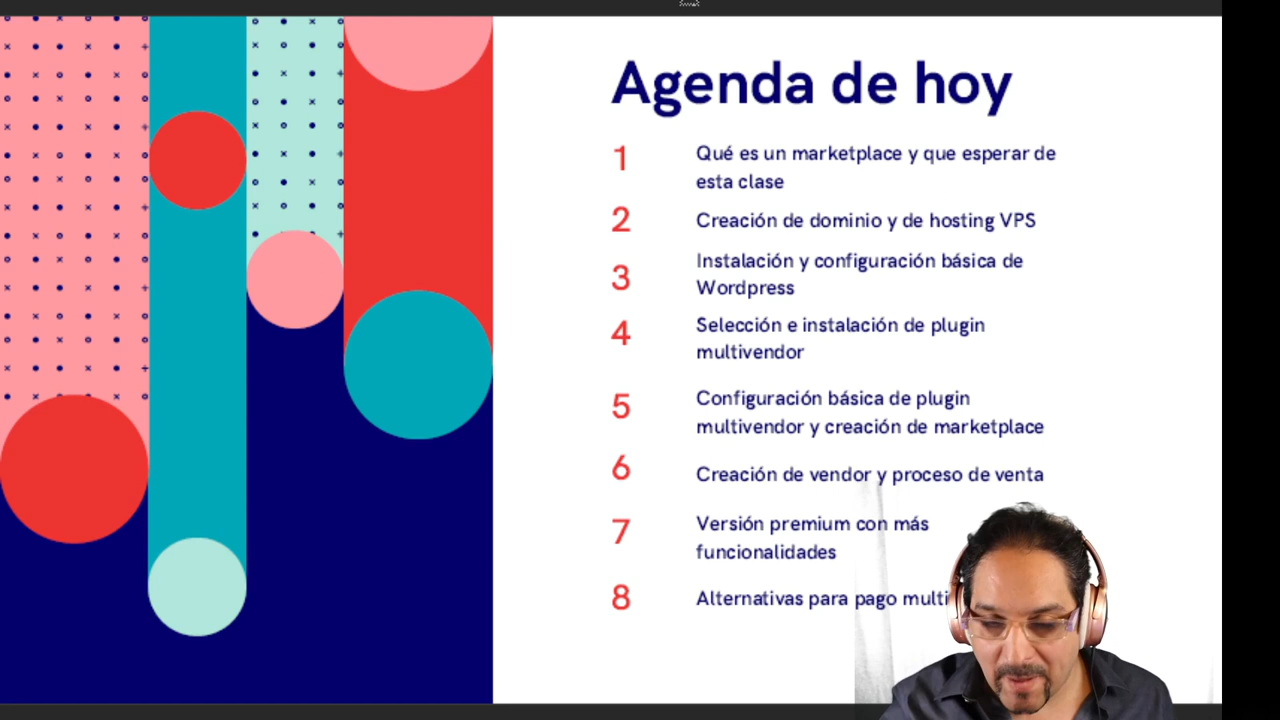 Agenda de hoy
1 Qué es un marketplace y que esperar de
esta clase
2 Creación de dominio y de hosting VPS
3 Instalación y configuración básica de
Wordpress
4 Selección e instalación de plugin
multivendor
5 Configuración básica de plugin
multivendor y creación de marketplace
6 Creación de vendor y proceso de venta
7 Versión premium con más
funcionalidades
8 Alternativas para pago